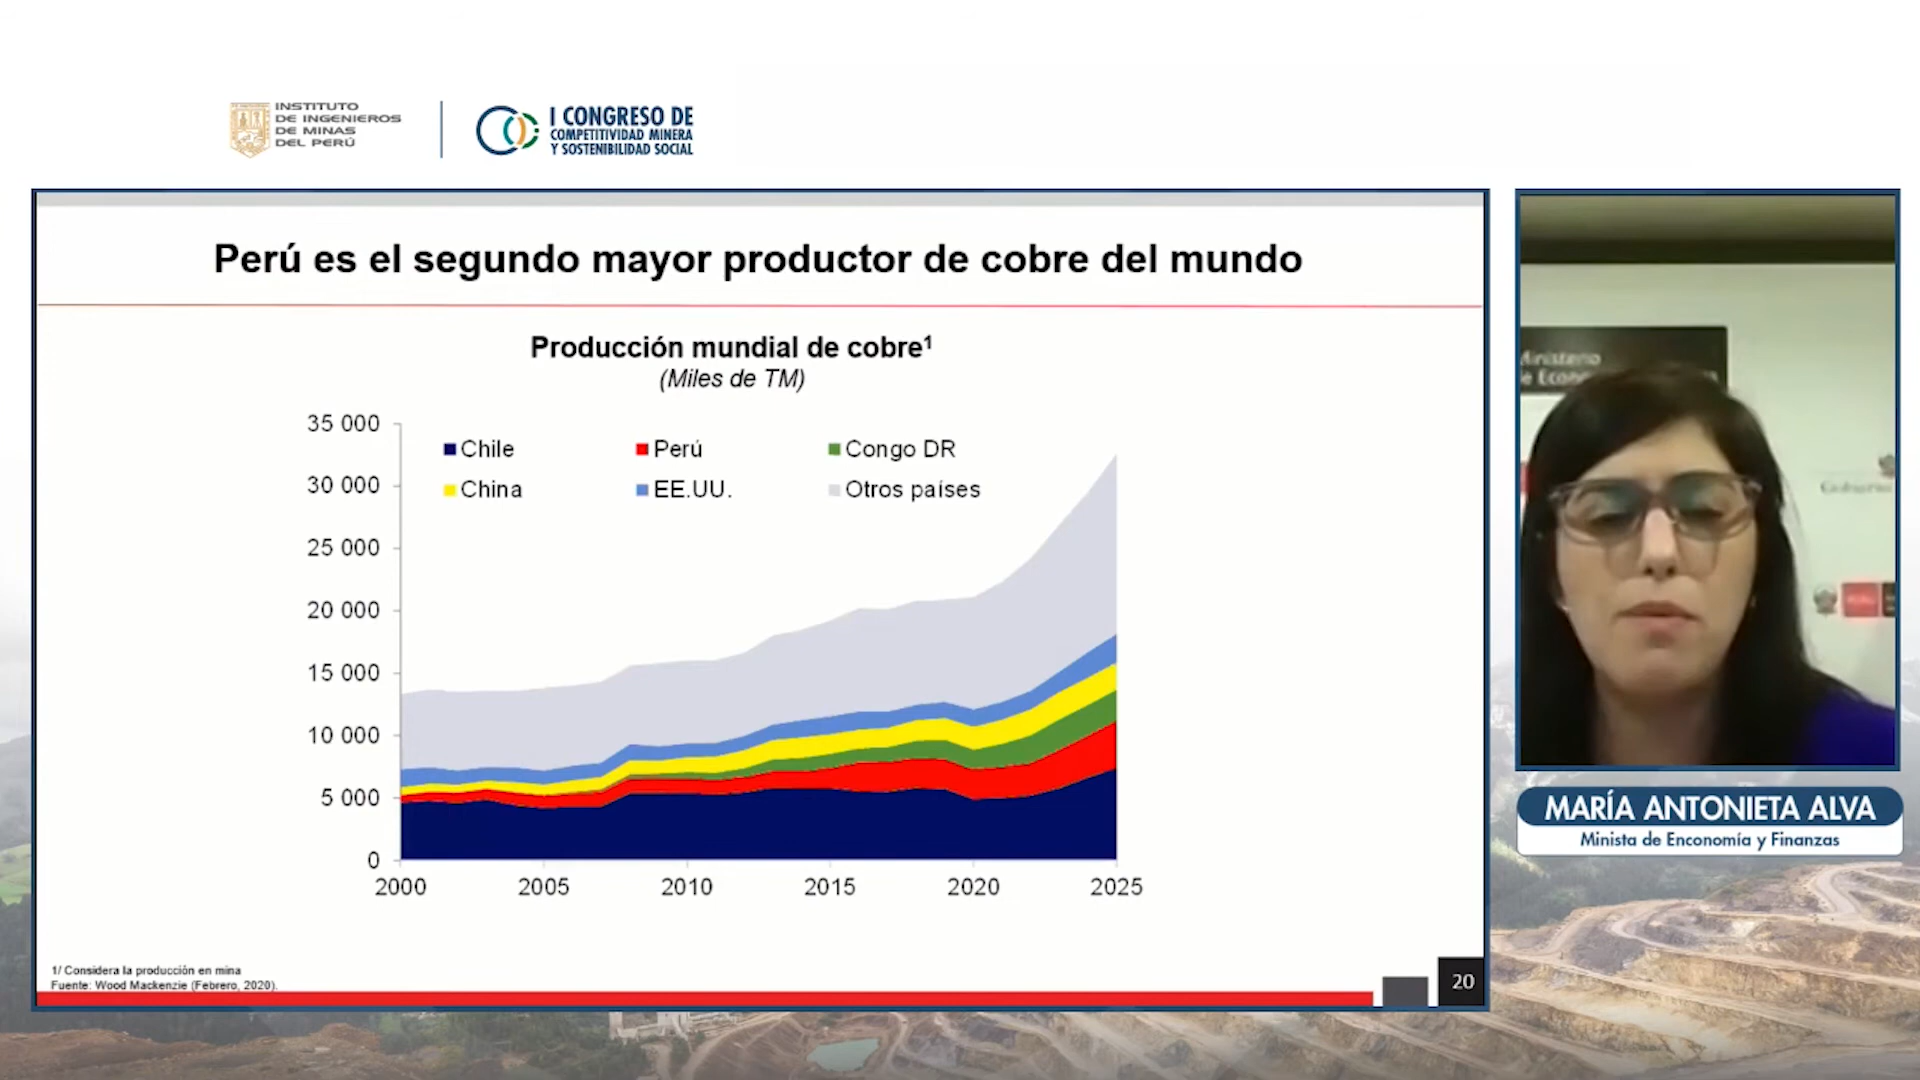 INSTITUTO
DE INGENIEROS
DE MINAS
DEL PERÚ
I CONGRESO DE
COMPETITIVIDAD MINERA
Y SOSTENIBILIDAD SOCIAL
Perú es el segundo mayor productor de cobre del mundo
Producción mundial de cobre¹
(Miles de TM)
35 000
30 000
25 000
20 000
15 000
10 000
5 000
0
Chile
Perú
Congo DR
China
EE.UU.
Otros países
2000
2005
2010
2015
2020
2025
1/ Considera la producción en mina
Fuente: Wood Mackenzie (Febrero, 2020).
20
Ministerio
de Econo
MARÍA ANTONIETA ALVA
Minista de Enconomía y Finanzas